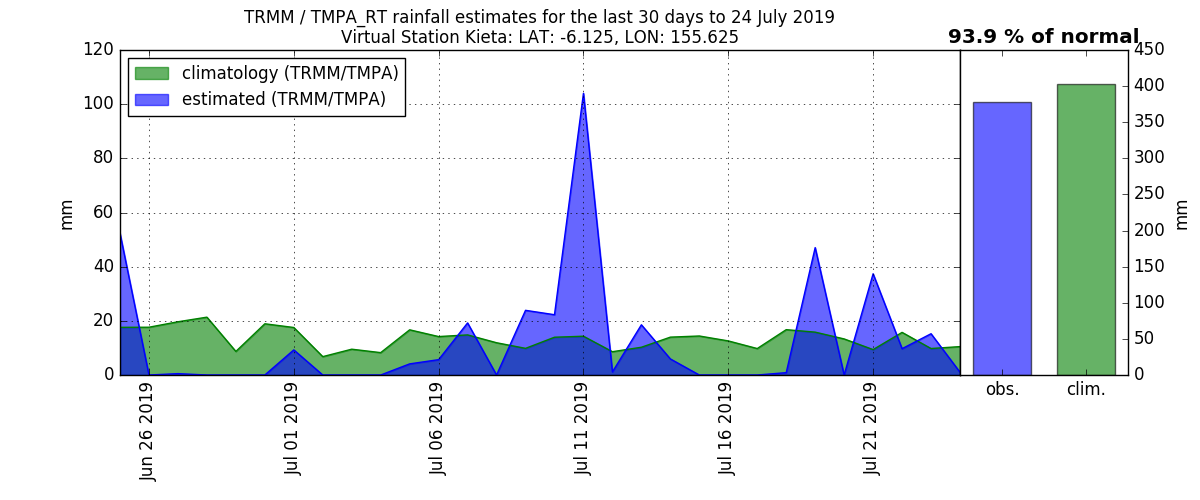 TRMM / TMPA_RT rainfall estimates for the last 30 days to 24 July 2019
Virtual Station Kieta: LAT: -6.125, LON: 155.625
93.9 % of normal
climatology (TRMM/TMPA)
estimated (TRMM/TMPA)
mm
120
100
80
60
40
20
0
Jun 26 2019
Jul 01 2019
Jul 06 2019
Jul 11 2019
Jul 16 2019
Jul 21 2019
obs.
clim.
450
400
350
300
250
200
150
100
50
0
mm